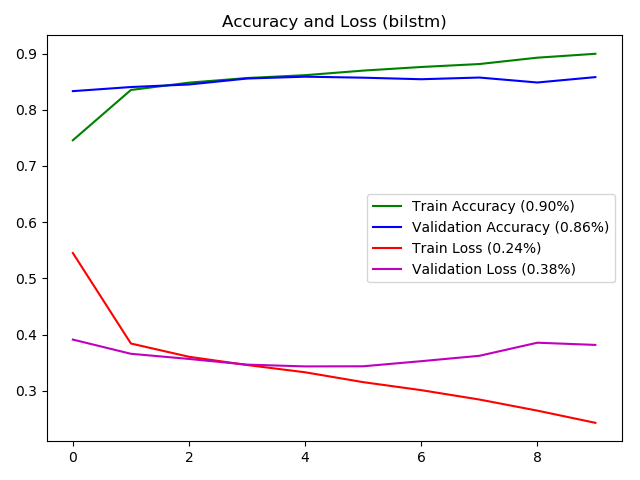 Accuracy and Loss (bilstm)
0.9
0.8
0.7
0.6
0.5
0.4
0.3
Train Accuracy (0.90%)
Validation Accuracy (0.86%)
Train Loss (0.24%)
Validation Loss (0.38%)
0 2 4 6 8